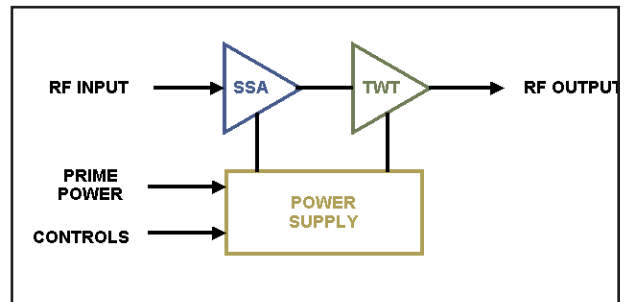 RF INPUT
SSA
TWT
RF OUTPUT
PRIME
POWER
POWER
SUPPLY
CONTROLS